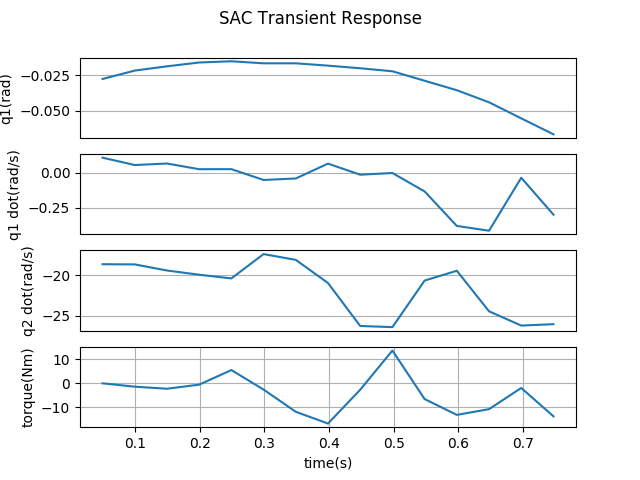 SAC Transient Response
q1(rad)
−0.025
−0.050
q1 dot(rad/s)
0.00
−0.25
q2 dot(rad/s)
−20
−25
torque(Nm)
10
0
−10
0.1 0.2 0.3 0.4 0.5 0.6 0.7
time(s)